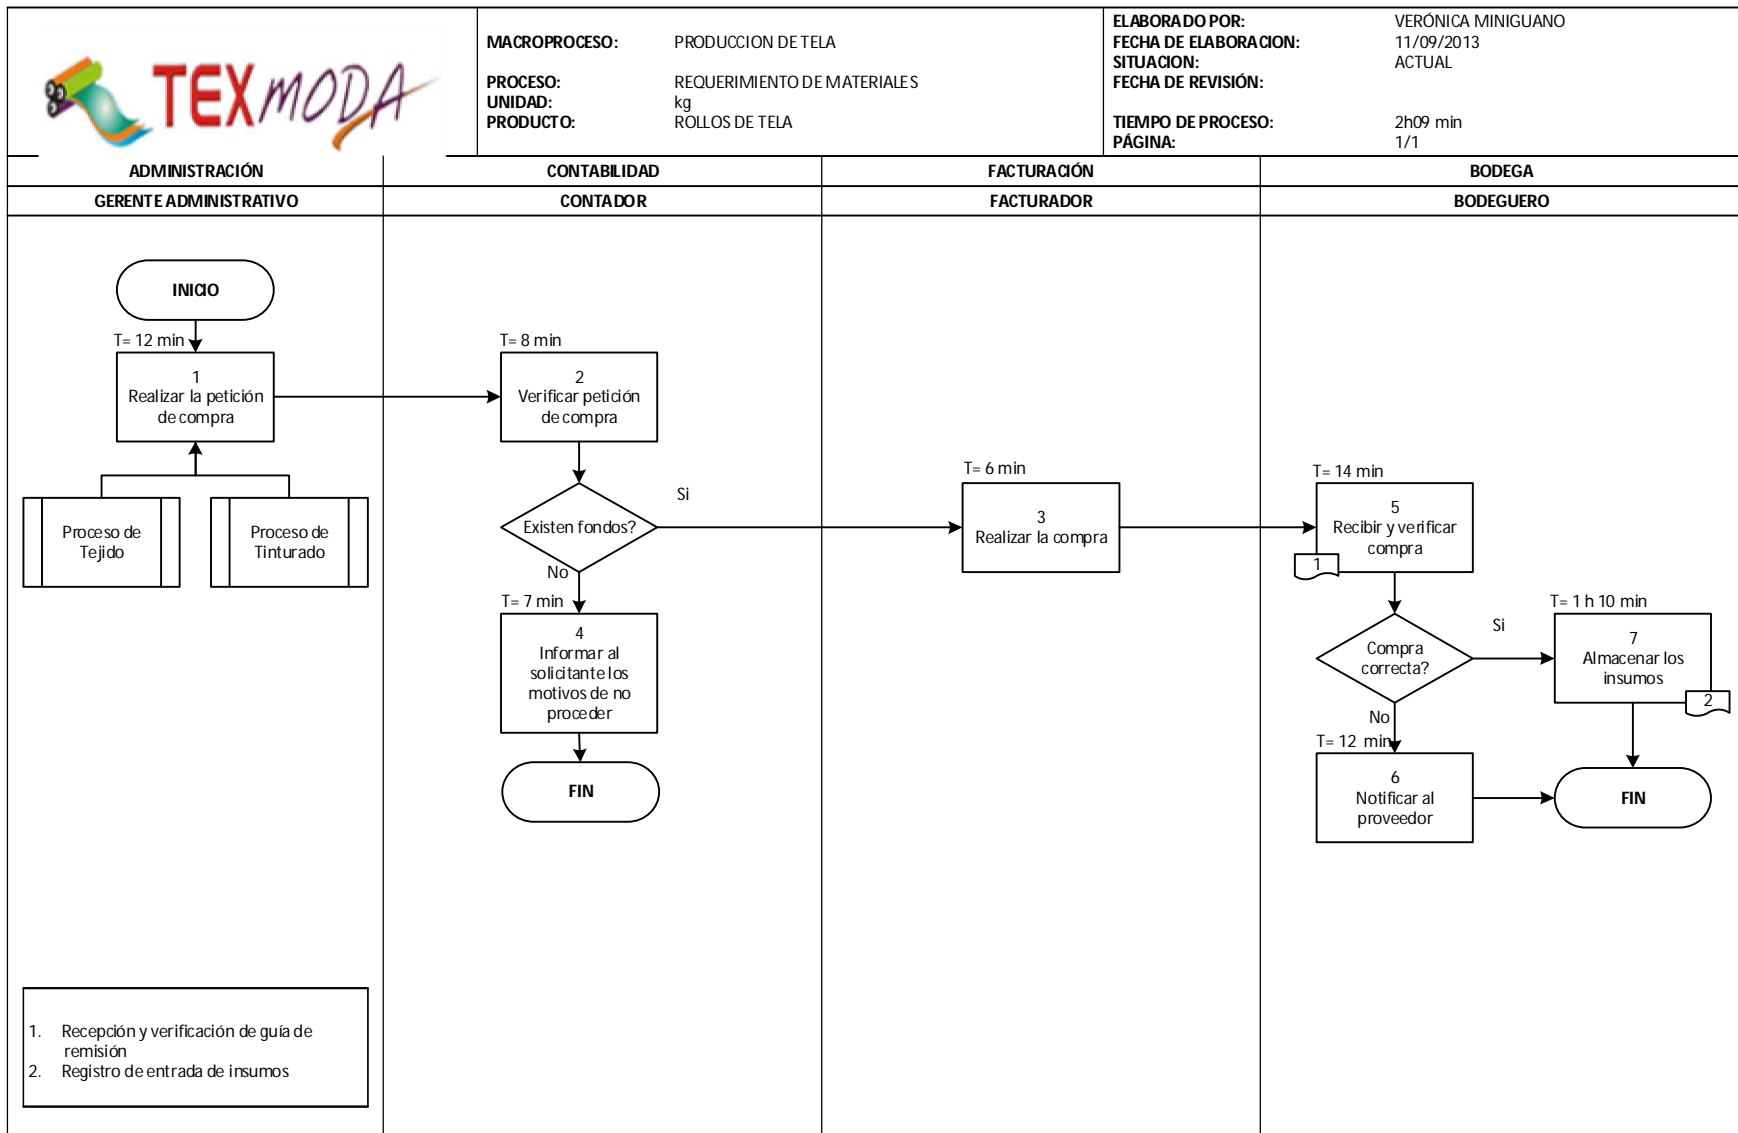 TEXMODA
MACROPROCESO: PRODUCCION DE TELA
PROCESO: REQUERIMIENTO DE MATERIALES
UNIDAD: kg
PRODUCTO: ROLLOS DE TELA
ELABORADO POR: VERÓNICA MINIGUANO
FECHA DE ELABORACION: 11/09/2013
SITUACION: ACTUAL
FECHA DE REVISIÓN:
TIEMPO DE PROCESO: 2h09 min
PÁGINA: 1/1
ADMINISTRACIÓN
CONTABILIDAD
FACTURACIÓN
BODEGA
GERENTE ADMINISTRATIVO
CONTADOR
FACTURADOR
BODEGUERO
INICIO
T= 12 min
1
Realizar la petición
de compra
Proceso de
Tejido
Proceso de
Tinturado
T= 8 min
2
Verificar petición
de compra
Existen fondos?
Si
No
T= 7 min
4
Informar al
solicitante los
motivos de no
proceder
FIN
T= 6 min
3
Realizar la compra
T= 14 min
5
Recibir y verificar
compra
1
Compra
correcta?
Si
No
T= 1 h 10 min
7
Almacenar los
insumos
2
T= 12 min
6
Notificar al
proveedor
FIN
1. Recepción y verificación de guía de
remisión
2. Registro de entrada de insumos